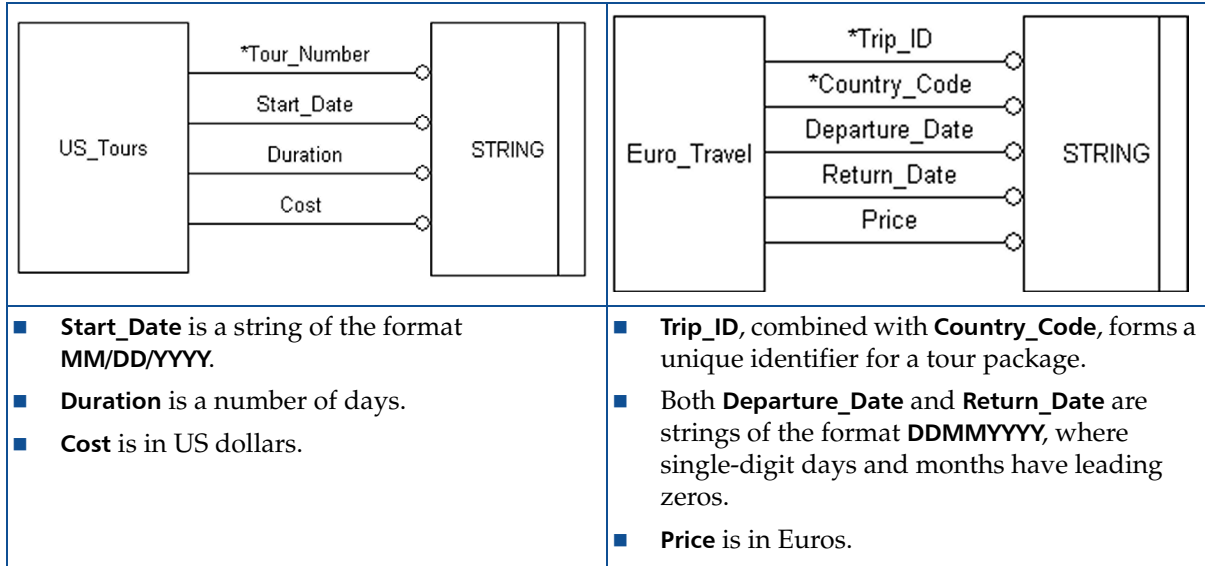 US_Tours
*Tour_Number
Start_Date
Duration
Cost
STRING
Euro_Travel
*Trip_ID
*Country_Code
Departure_Date
Return_Date
Price
STRING
■ Start_Date is a string of the format
MM/DD/YYYY.
■ Duration is a number of days.
■ Cost is in US dollars.
■ Trip_ID, combined with Country_Code, forms a
unique identifier for a tour package.
■ Both Departure_Date and Return_Date are
strings of the format DDMMYYYY, where
single-digit days and months have leading
zeros.
■ Price is in Euros.